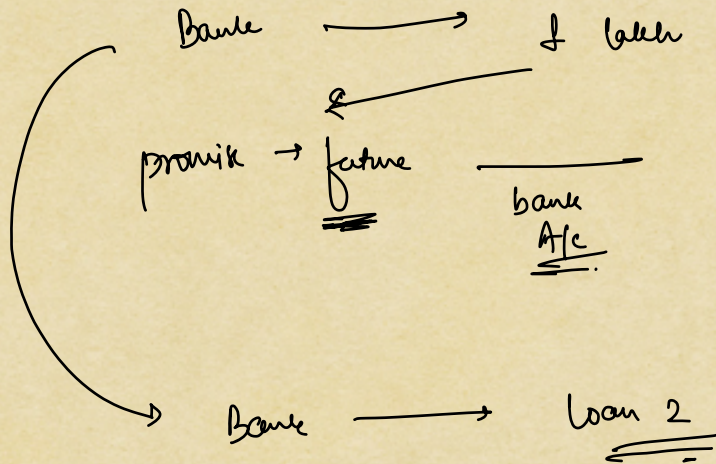 Bank → 1 lakh
promise → future
bank
A/c
Bank → Loan 2